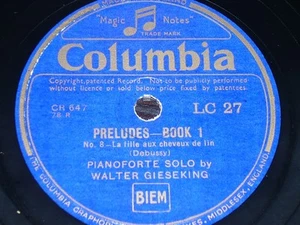 "Magic Notes"
TRADE MARK.
Columbia
Copyright, patented Record. Not to be publicly performed
without licence or sold below price fixed by patentees.
CH 647
78 R
LC 27
PRELUDES—BOOK 1
No. 8—La fille aux cheveux de lin
(Debussy)
PIANOFORTE SOLO by
WALTER GIESEKING
BIEM
THE COLUMBIA GRAPHOPHONE
MIDDLESEX, ENGLAND